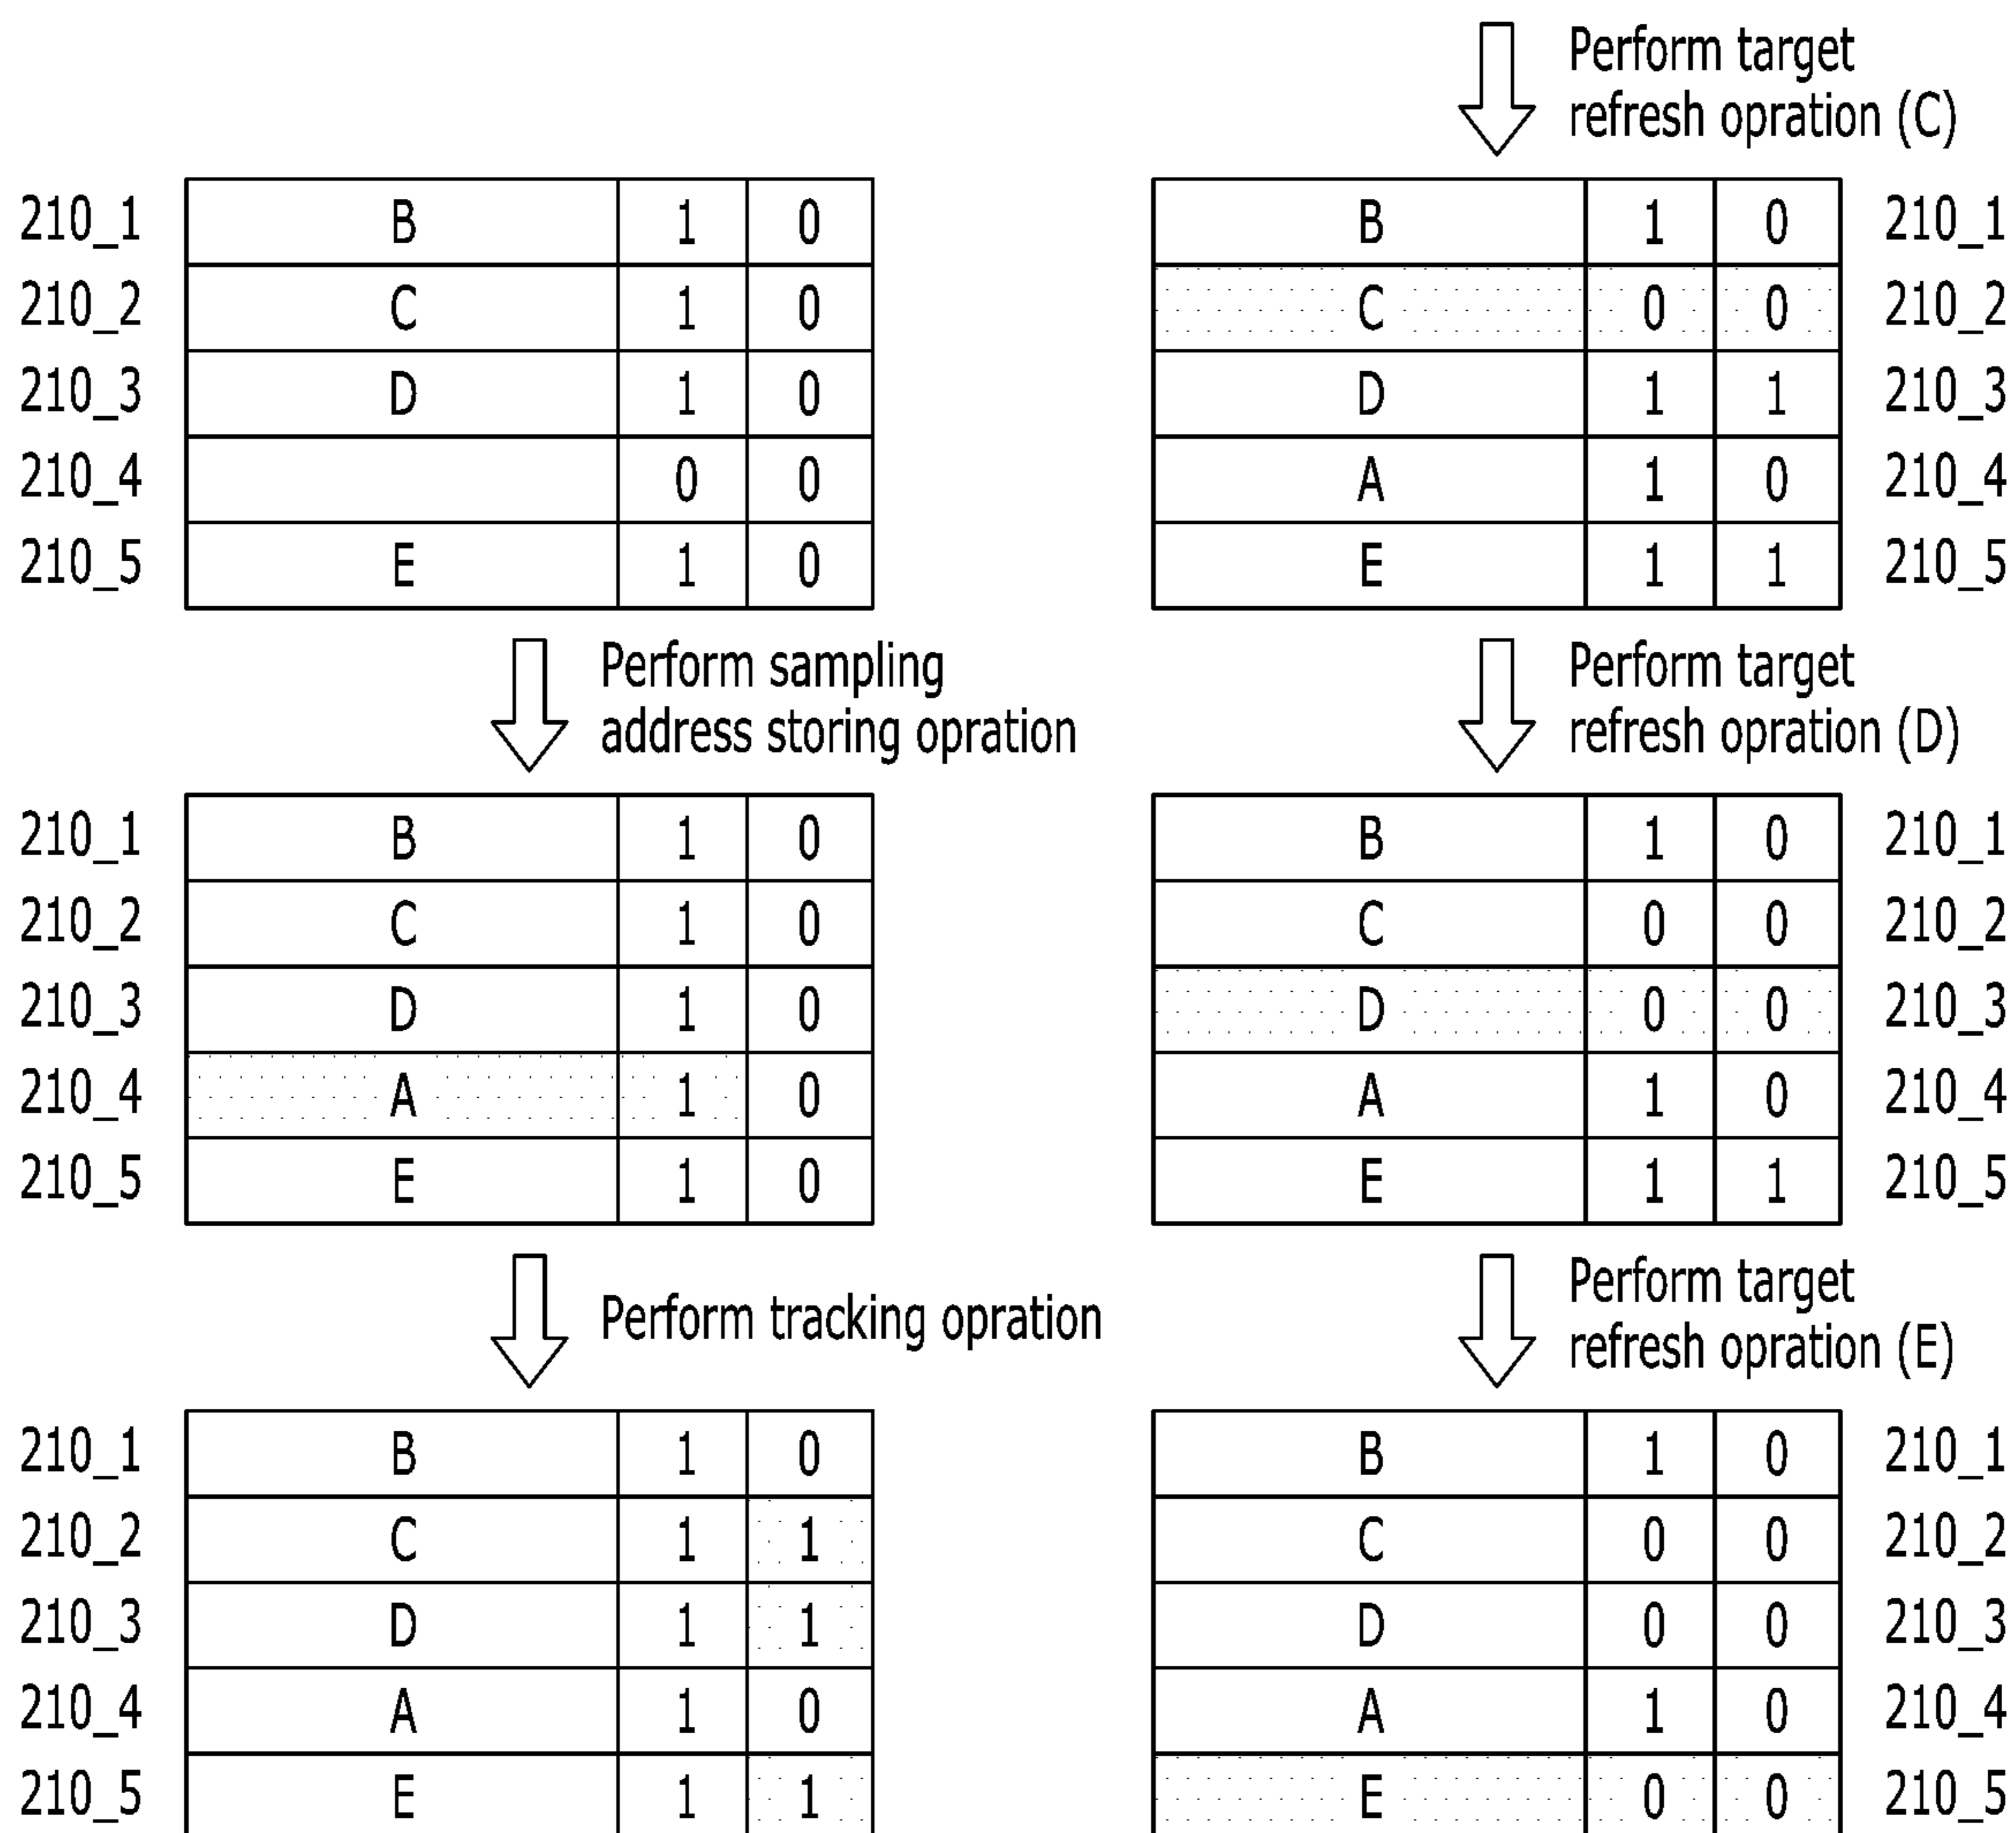 210_1 B 1 0
210_2 C 1 0
210_3 D 1 0
210_4 0 0
210_5 E 1 0
Perform sampling
address storing opration
210_1 B 1 0
210_2 C 1 0
210_3 D 1 0
210_4 A 1 0
210_5 E 1 0
Perform tracking opration
210_1 B 1 0
210_2 C 1 1
210_3 D 1 1
210_4 A 1 0
210_5 E 1 1
Perform target
refresh opration (C)
B 1 0 210_1
C 0 0 210_2
D 1 1 210_3
A 1 0 210_4
E 1 1 210_5
Perform target
refresh opration (D)
B 1 0 210_1
C 0 0 210_2
D 0 0 210_3
A 1 0 210_4
E 1 1 210_5
Perform target
refresh opration (E)
B 1 0 210_1
C 0 0 210_2
D 0 0 210_3
A 1 0 210_4
E 0 0 210_5